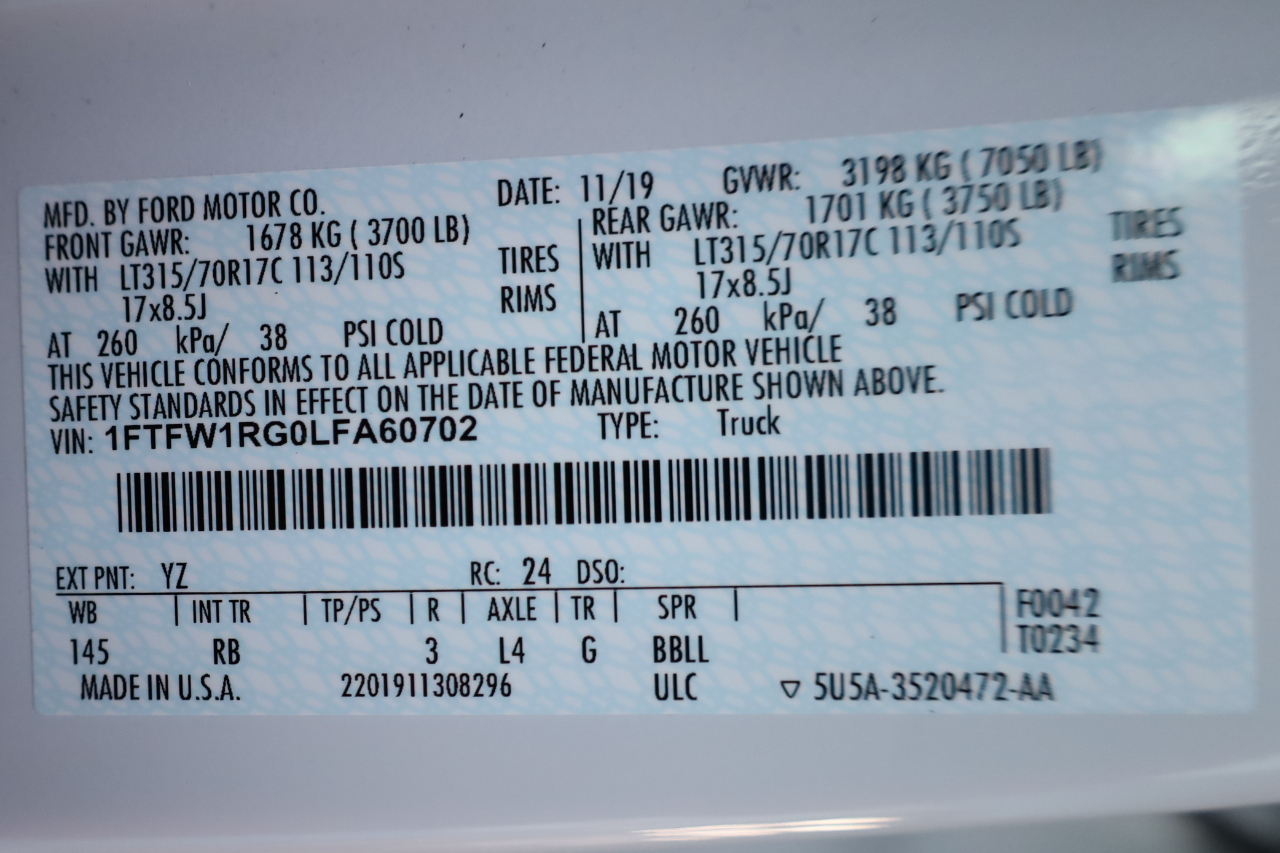 MFD. BY FORD MOTOR CO. DATE: 11/19 GVWR: 3198 KG ( 7050 LB)
FRONT GAWR: 1678 KG ( 3700 LB) REAR GAWR: 1701 KG ( 3750 LB)
WITH LT315/70R17C 113/110S TIRES WITH LT315/70R17C 113/110S TIRES
17x8.5J RIMS 17x8.5J RIMS
AT 260 kPa/ 38 PSI COLD AT 260 kPa/ 38 PSI COLD
THIS VEHICLE CONFORMS TO ALL APPLICABLE FEDERAL MOTOR VEHICLE
SAFETY STANDARDS IN EFFECT ON THE DATE OF MANUFACTURE SHOWN ABOVE.
VIN: 1FTFW1RG0LFA60702 TYPE: Truck
EXT PNT: YZ RC: 24 DSO:
WB INT TR TP/PS R AXLE TR SPR F0042
145 RB 3 L4 G BBLL T0234
MADE IN U.S.A. 2201911308296 ULC ▽ 5U5A-3520472-AA